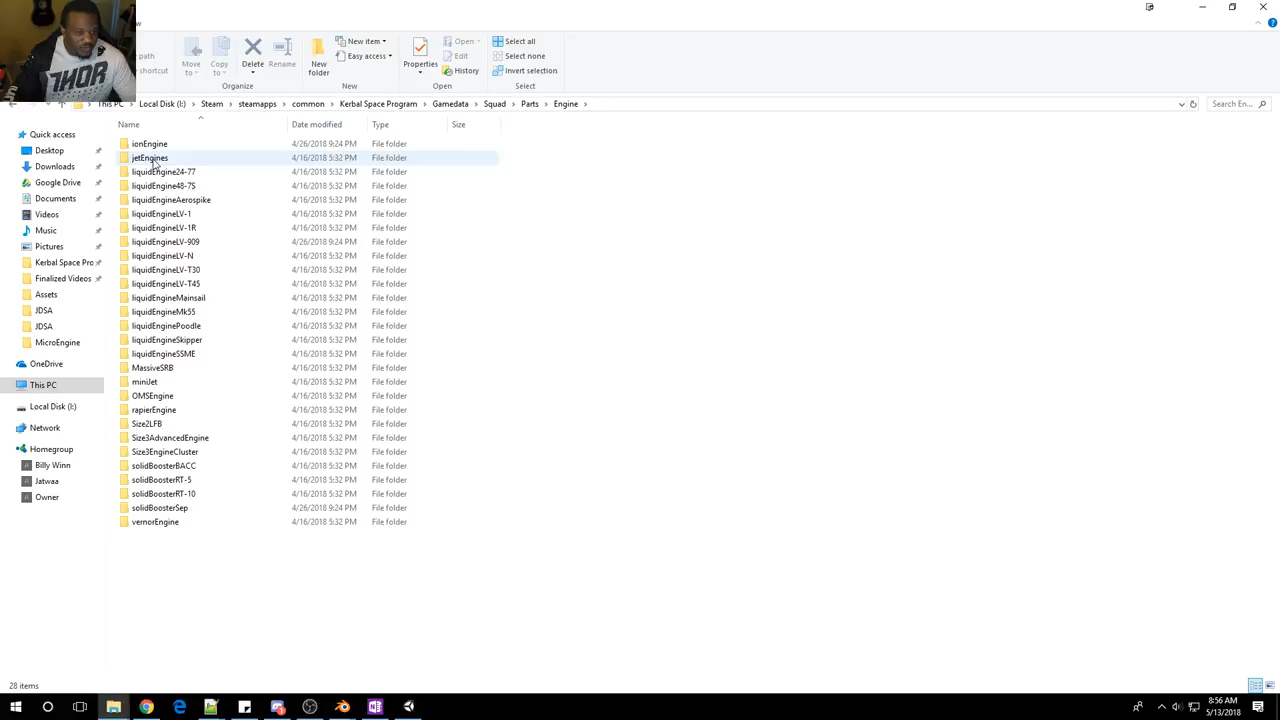 THOR
Move to
Copy to
Delete
Rename
New folder
New item
Easy access
Properties
Open
Edit
History
Select all
Select none
Invert selection
path
shortcut
Organize
New
Open
Select
This PC > Local Disk (I:) > Steam > steamapps > common > Kerbal Space Program > Gamedata > Squad > Parts > Engine >
Search En...
Name Date modified Type Size
Quick access
Desktop
Downloads
Google Drive
Documents
Videos
Music
Pictures
Kerbal Space Pro
Finalized Videos
Assets
JDSA
JDSA
MicroEngine
OneDrive
This PC
Local Disk (I:)
Network
Homegroup
Billy Winn
Jatwaa
Owner
ionEngine 4/26/2018 9:24 PM File folder
jetEngines 4/16/2018 5:32 PM File folder
liquidEngine24-77 4/16/2018 5:32 PM File folder
liquidEngine48-7S 4/16/2018 5:32 PM File folder
liquidEngineAerospike 4/16/2018 5:32 PM File folder
liquidEngineLV-1 4/16/2018 5:32 PM File folder
liquidEngineLV-1R 4/16/2018 5:32 PM File folder
liquidEngineLV-909 4/26/2018 9:24 PM File folder
liquidEngineLV-N 4/16/2018 5:32 PM File folder
liquidEngineLV-T30 4/16/2018 5:32 PM File folder
liquidEngineLV-T45 4/16/2018 5:32 PM File folder
liquidEngineMainsail 4/16/2018 5:32 PM File folder
liquidEngineMk55 4/16/2018 5:32 PM File folder
liquidEnginePoodle 4/16/2018 5:32 PM File folder
liquidEngineSkipper 4/16/2018 5:32 PM File folder
liquidEngineSSME 4/16/2018 5:32 PM File folder
MassiveSRB 4/16/2018 5:32 PM File folder
miniJet 4/16/2018 5:32 PM File folder
OMSEngine 4/16/2018 5:32 PM File folder
rapierEngine 4/16/2018 5:32 PM File folder
Size2LFB 4/16/2018 5:32 PM File folder
Size3AdvancedEngine 4/16/2018 5:32 PM File folder
Size3EngineCluster 4/16/2018 5:32 PM File folder
solidBoosterBACC 4/16/2018 5:32 PM File folder
solidBoosterRT-5 4/16/2018 5:32 PM File folder
solidBoosterRT-10 4/16/2018 5:32 PM File folder
solidBoosterSep 4/26/2018 9:24 PM File folder
vernorEngine 4/16/2018 5:32 PM File folder
28 items
8:56 AM
5/13/2018